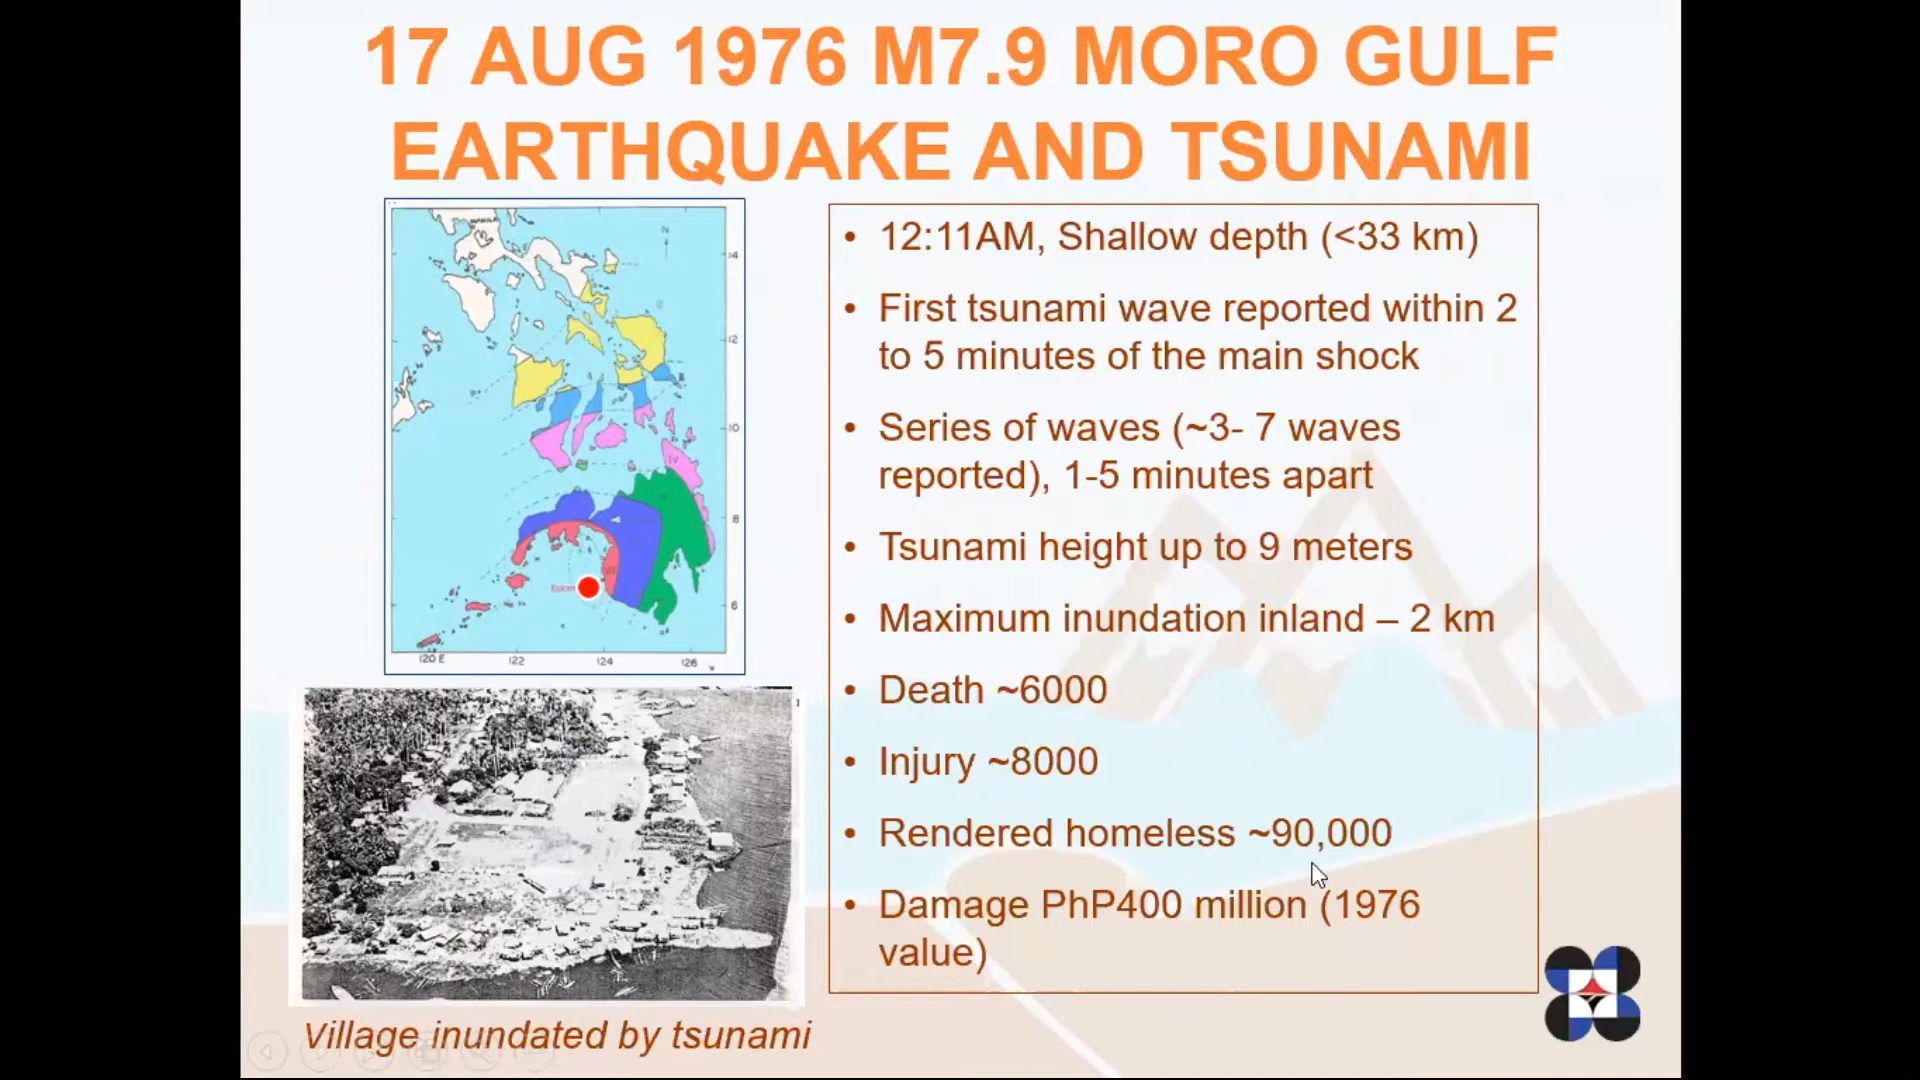 17 AUG 1976 M7.9 MORO GULF
EARTHQUAKE AND TSUNAMI
MANILA
N
14
12
10
8
6
IV
120 E
122
124
126
• 12:11AM, Shallow depth (<33 km)
• First tsunami wave reported within 2
to 5 minutes of the main shock
• Series of waves (~3- 7 waves
reported), 1-5 minutes apart
• Tsunami height up to 9 meters
• Maximum inundation inland – 2 km
• Death ~6000
• Injury ~8000
• Rendered homeless ~90,000
• Damage PhP400 million (1976
value)
Village inundated by tsunami